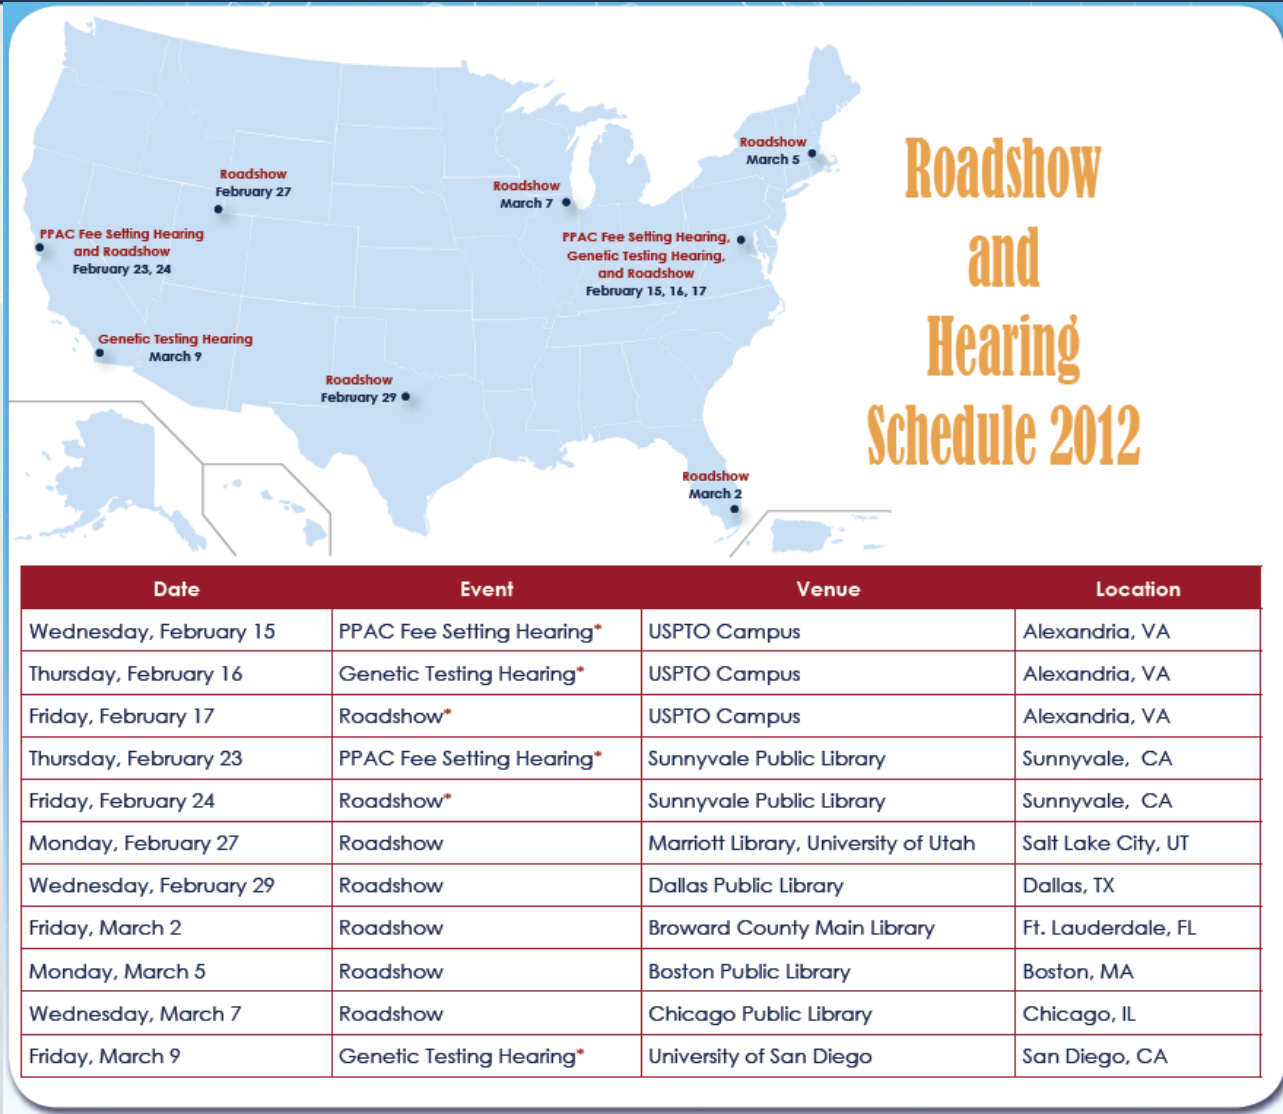 Roadshow
March 5
Roadshow
February 27
Roadshow
March 7
PPAC Fee Setting Hearing
and Roadshow
February 23, 24
PPAC Fee Setting Hearing,
Genetic Testing Hearing,
and Roadshow
February 15, 16, 17
Genetic Testing Hearing
March 9
Roadshow
February 29
Roadshow
March 2
Roadshow
and
Hearing
Schedule 2012
Date Event Venue Location
Wednesday, February 15 PPAC Fee Setting Hearing* USPTO Campus Alexandria, VA
Thursday, February 16 Genetic Testing Hearing* USPTO Campus Alexandria, VA
Friday, February 17 Roadshow* USPTO Campus Alexandria, VA
Thursday, February 23 PPAC Fee Setting Hearing* Sunnyvale Public Library Sunnyvale, CA
Friday, February 24 Roadshow* Sunnyvale Public Library Sunnyvale, CA
Monday, February 27 Roadshow Marriott Library, University of Utah Salt Lake City, UT
Wednesday, February 29 Roadshow Dallas Public Library Dallas, TX
Friday, March 2 Roadshow Broward County Main Library Ft. Lauderdale, FL
Monday, March 5 Roadshow Boston Public Library Boston, MA
Wednesday, March 7 Roadshow Chicago Public Library Chicago, IL
Friday, March 9 Genetic Testing Hearing* University of San Diego San Diego, CA